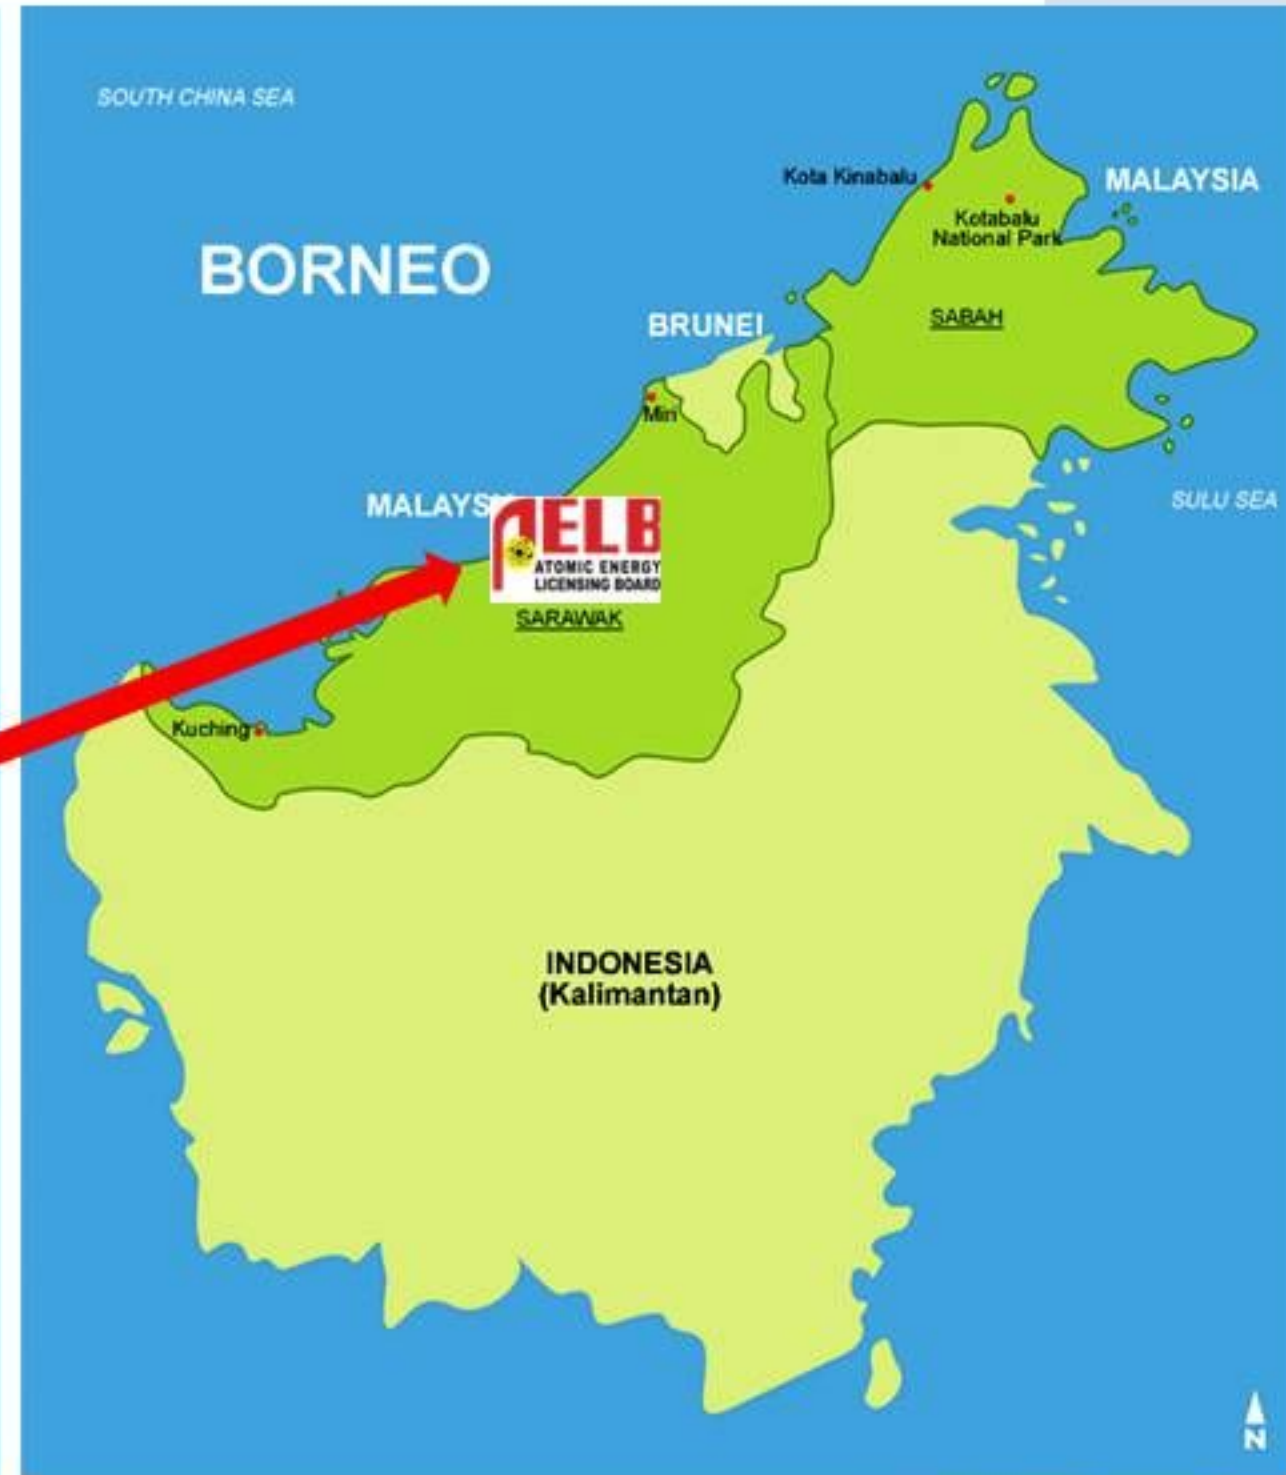 SOUTH CHINA SEA
Kota Kinabalu
MALAYSIA
Kotabalu
National Park
BORNEO
SABAH
BRUNEI
Miri
MALAYS
SULU SEA
AELB
ATOMIC ENERGY
LICENSING BOARD
SARAWAK
Kuching
INDONESIA
(Kalimantan)
N